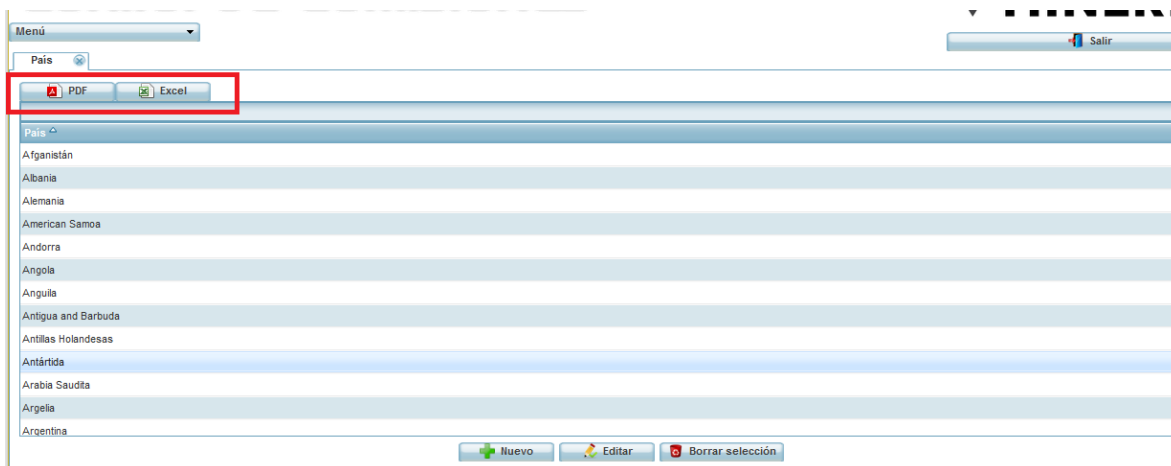 Menú
Salir
País
PDF Excel
País
Afganistán
Albania
Alemania
American Samoa
Andorra
Angola
Anguila
Antigua and Barbuda
Antillas Holandesas
Antártida
Arabia Saudita
Argelia
Argentina
Nuevo Editar Borrar selección